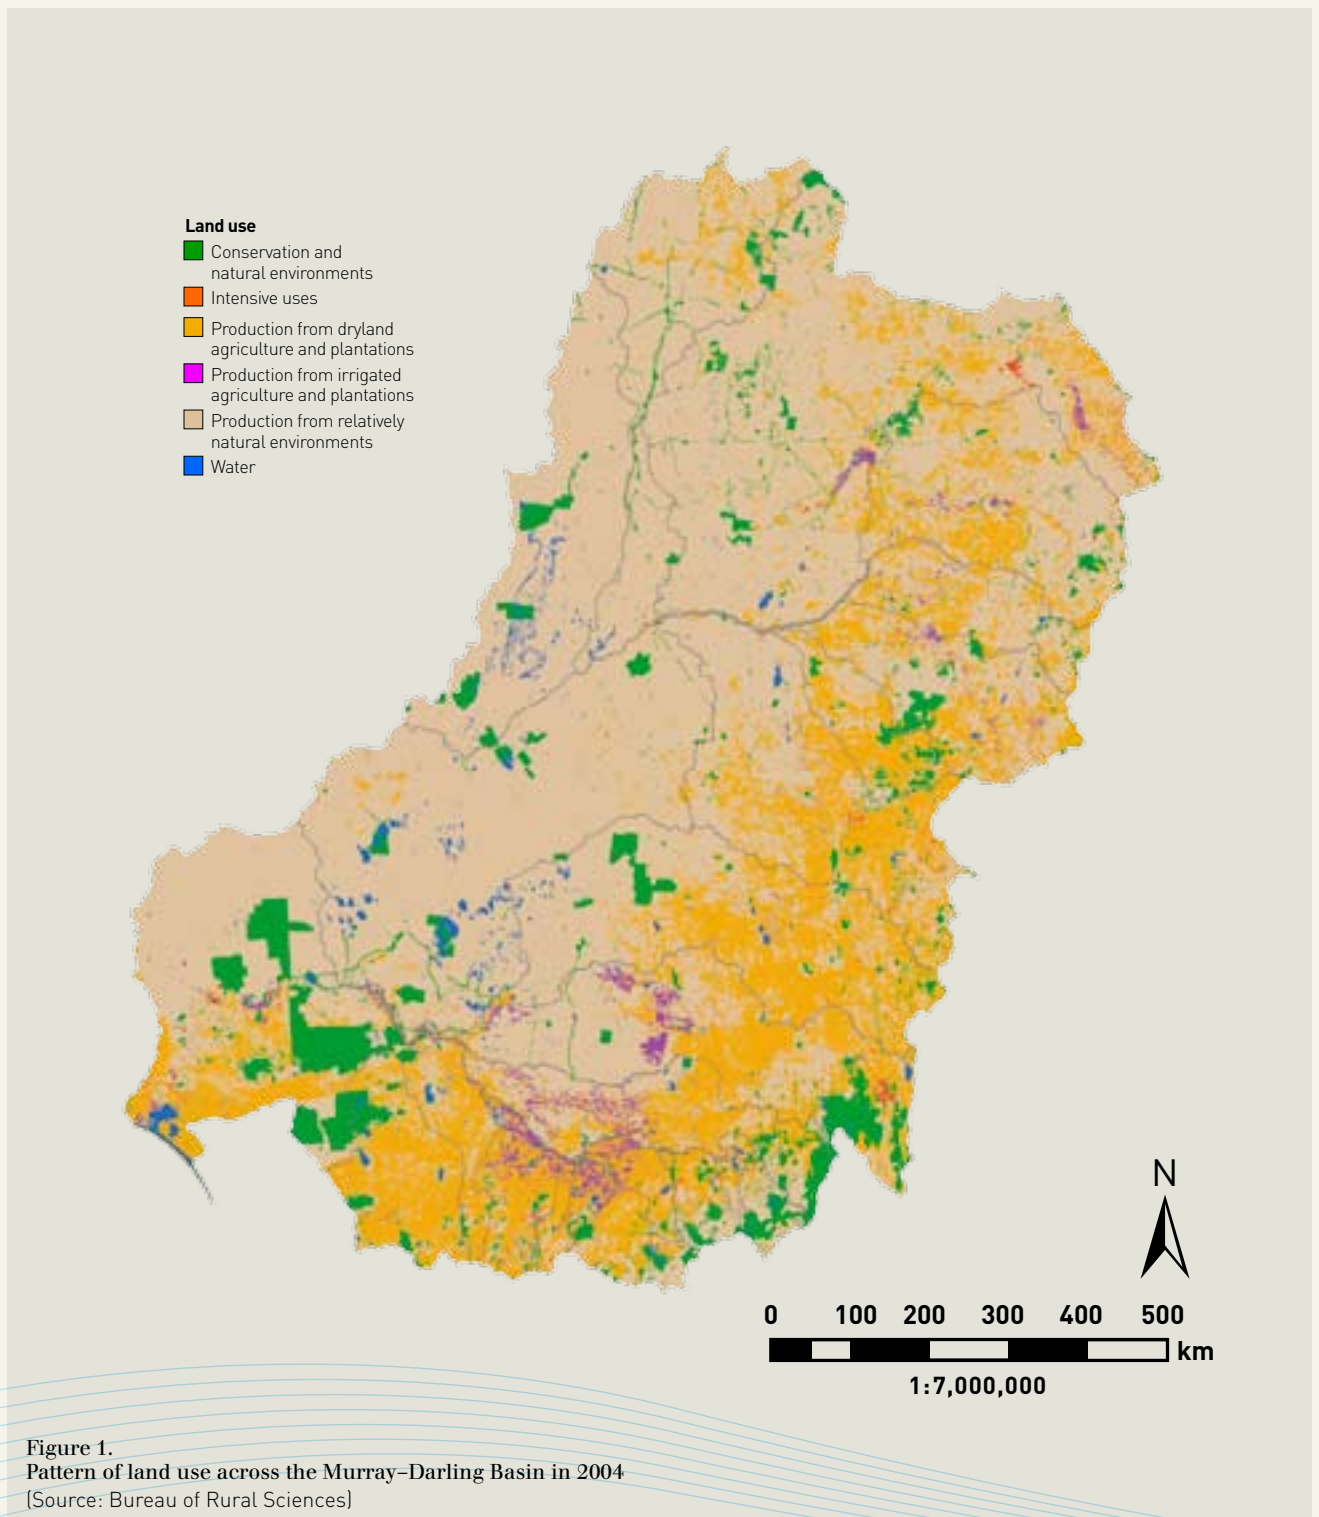 Land use
Conservation and
natural environments
Intensive uses
Production from dryland
agriculture and plantations
Production from irrigated
agriculture and plantations
Production from relatively
natural environments
Water
N
0 100 200 300 400 500
km
1:7,000,000
Figure 1.
Pattern of land use across the Murray–Darling Basin in 2004
(Source: Bureau of Rural Sciences)